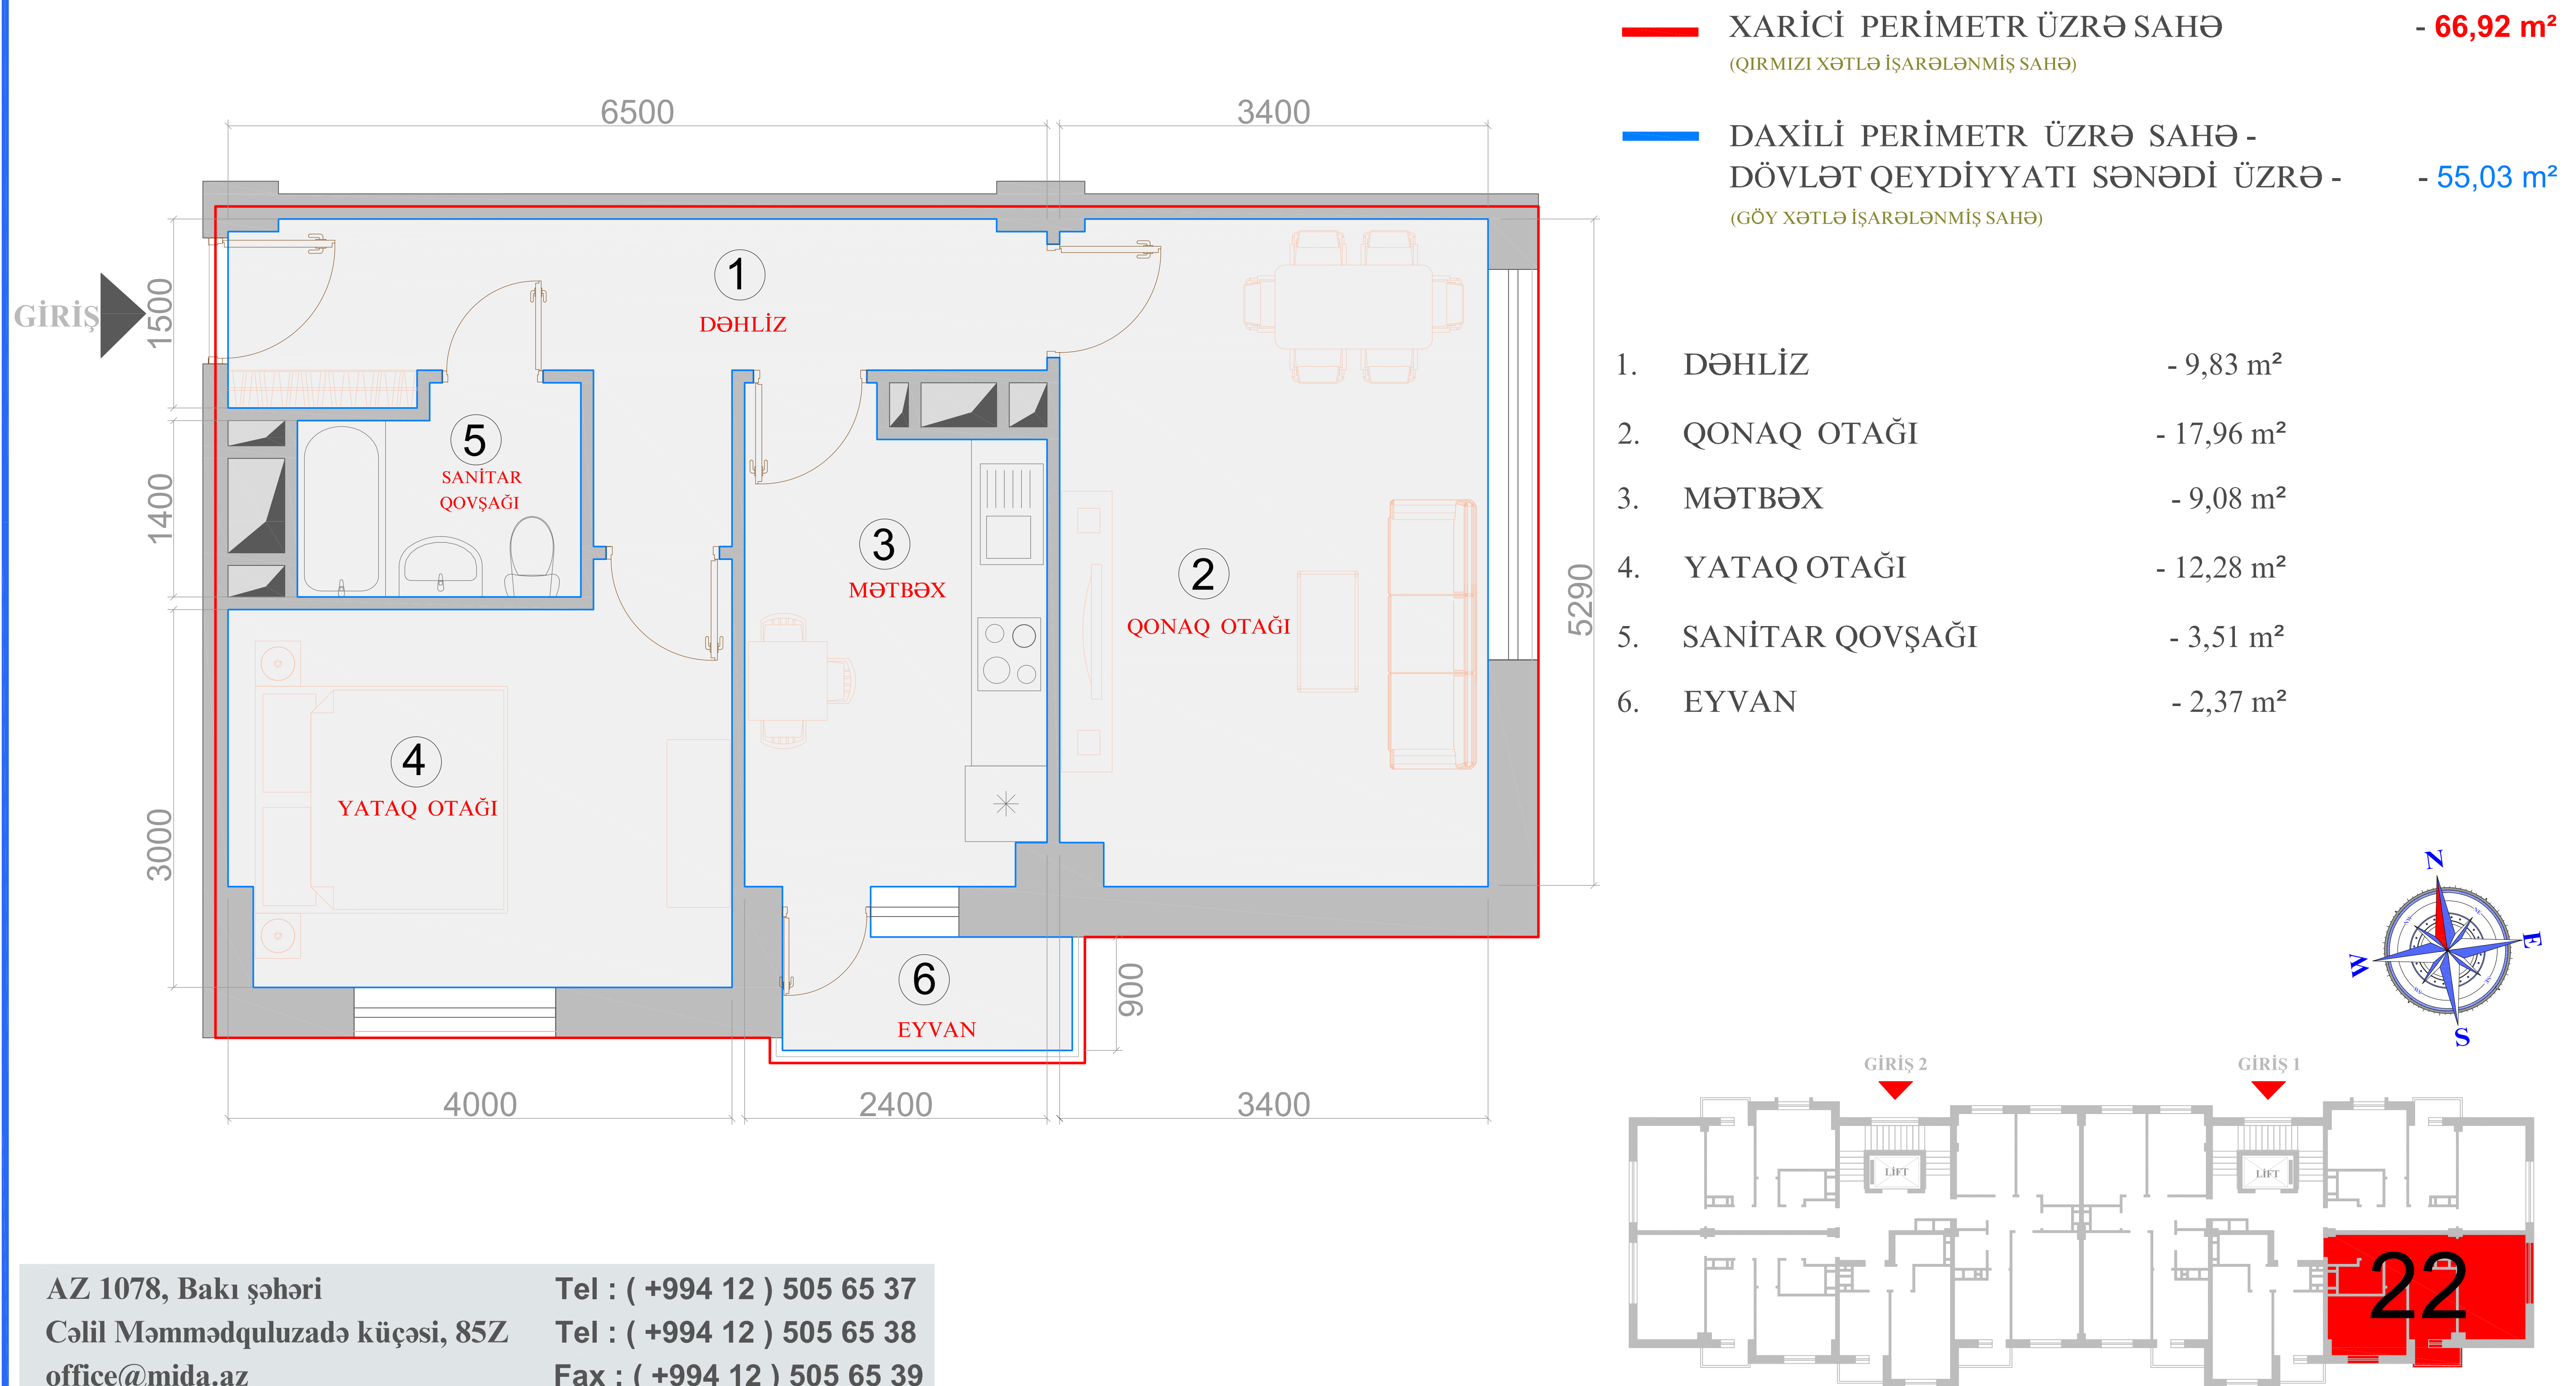 XARİCİ PERİMETR ÜZRƏ SAHƏ - 66,92 m²
(QIRMIZI XƏTLƏ İŞARƏLƏNMİŞ SAHƏ)
DAXİLİ PERİMETR ÜZRƏ SAHƏ -
DÖVLƏT QEYDİYYATI SƏNƏDİ ÜZRƏ - - 55,03 m²
(GÖY XƏTLƏ İŞARƏLƏNMİŞ SAHƏ)
6500
3400
GİRİŞ
1500
1400
3000
5290
900
4000
2400
3400
1
DƏHLİZ
5
SANİTAR
QOVŞAĞI
3
MƏTBƏX
2
QONAQ OTAĞI
4
YATAQ OTAĞI
6
EYVAN
1. DƏHLİZ - 9,83 m²
2. QONAQ OTAĞI - 17,96 m²
3. MƏTBƏX - 9,08 m²
4. YATAQ OTAĞI - 12,28 m²
5. SANİTAR QOVŞAĞI - 3,51 m²
6. EYVAN - 2,37 m²
N
E
W
S
GİRİŞ 2
GİRİŞ 1
LİFT
LİFT
22
AZ 1078, Bakı şəhəri Tel : ( +994 12 ) 505 65 37
Cəlil Məmmədquluzadə küçəsi, 85Z Tel : ( +994 12 ) 505 65 38
office@mida.az Fax : ( +994 12 ) 505 65 39